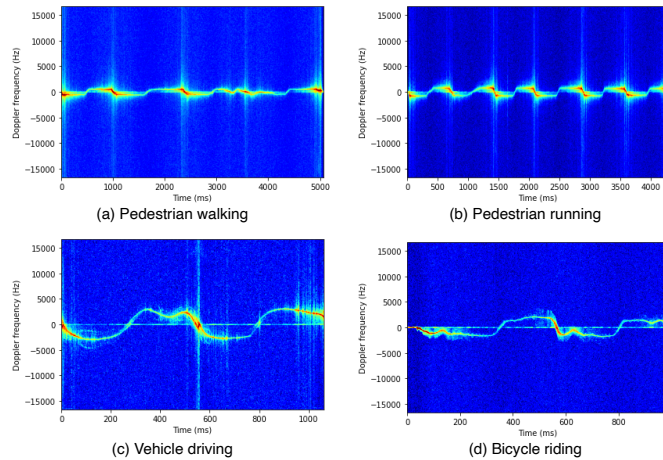 15000
10000
5000
0
−5000
−10000
−15000
Doppler frequency (Hz)
0 1000 2000 3000 4000 5000
Time (ms)
(a) Pedestrian walking
15000
10000
5000
0
−5000
−10000
−15000
Doppler frequency (Hz)
0 500 1000 1500 2000 2500 3000 3500 4000
Time (ms)
(b) Pedestrian running
15000
10000
5000
0
−5000
−10000
−15000
Doppler frequency (Hz)
0 200 400 600 800 1000
Time (ms)
(c) Vehicle driving
15000
10000
5000
0
−5000
−10000
−15000
Doppler frequency (Hz)
0 200 400 600 800
Time (ms)
(d) Bicycle riding